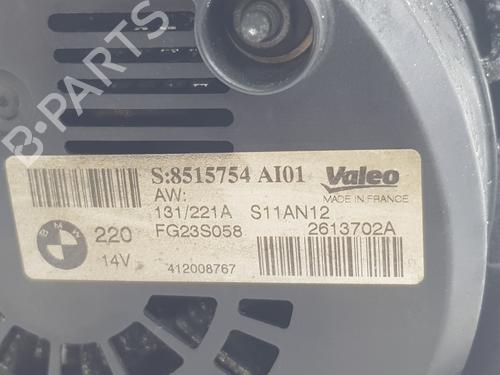 B-PARTS
S:8515754 AI01
Valeo
AW:
MADE IN FRANCE
131/221A S11AN12
BMW
220 FG23S058 2613702A
14V 412008767